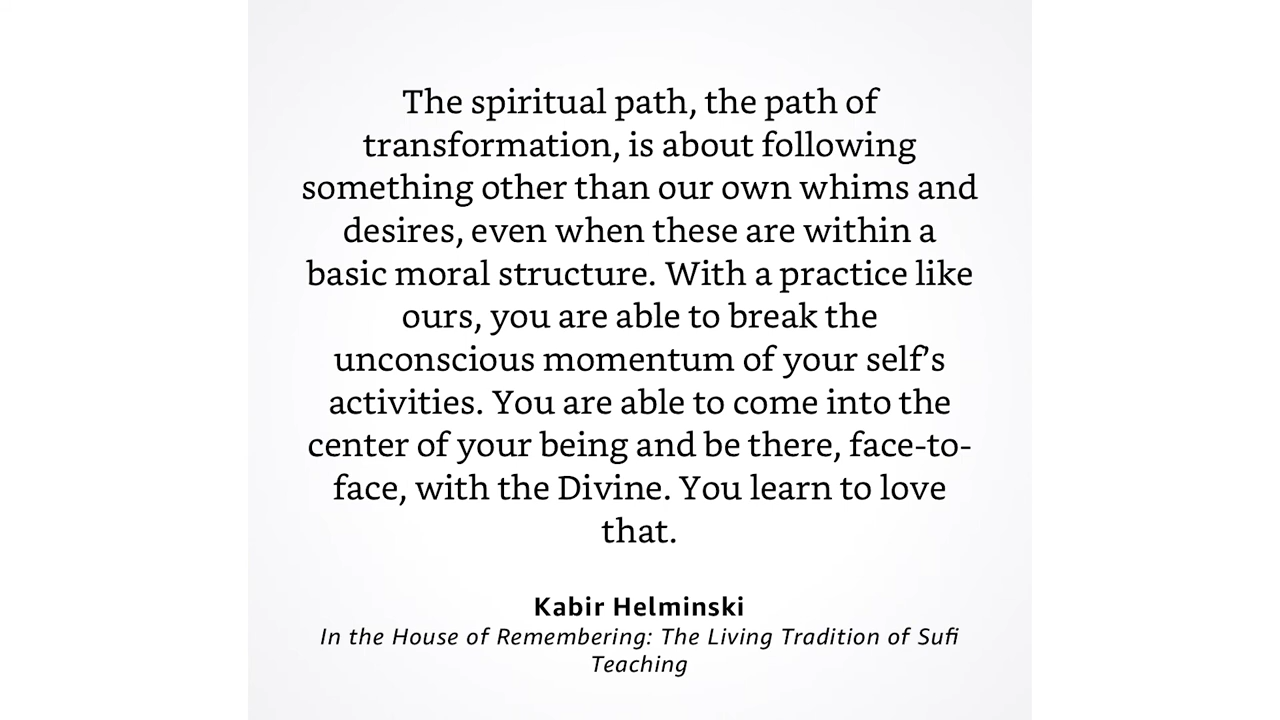 The spiritual path, the path of
transformation, is about following
something other than our own whims and
desires, even when these are within a
basic moral structure. With a practice like
ours, you are able to break the
unconscious momentum of your self’s
activities. You are able to come into the
center of your being and be there, face-to-
face, with the Divine. You learn to love
that.
Kabir Helminski
In the House of Remembering: The Living Tradition of Sufi
Teaching